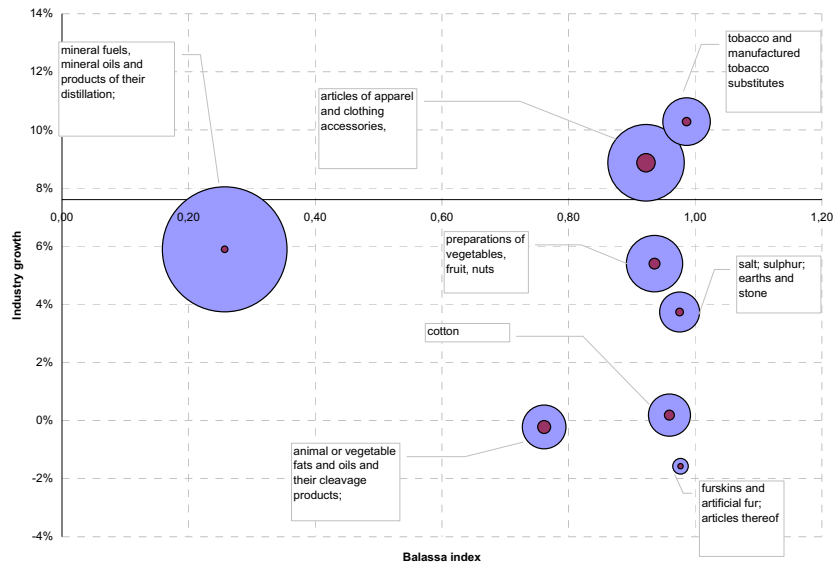 14%
12%
10%
8%
6%
4%
2%
0%
-2%
-4%
0,00
0,20
0,40
0,60
0,80
1,00
1,20
Industry growth
Balassa index
mineral fuels,
mineral oils and
products of their
distillation;
articles of apparel
and clothing
accessories,
tobacco and
manufactured
tobacco
substitutes
preparations of
vegetables,
fruit, nuts
salt; sulphur;
earths and
stone
cotton
animal or vegetable
fats and oils and
their cleavage
products;
furskins and
artificial fur;
articles thereof